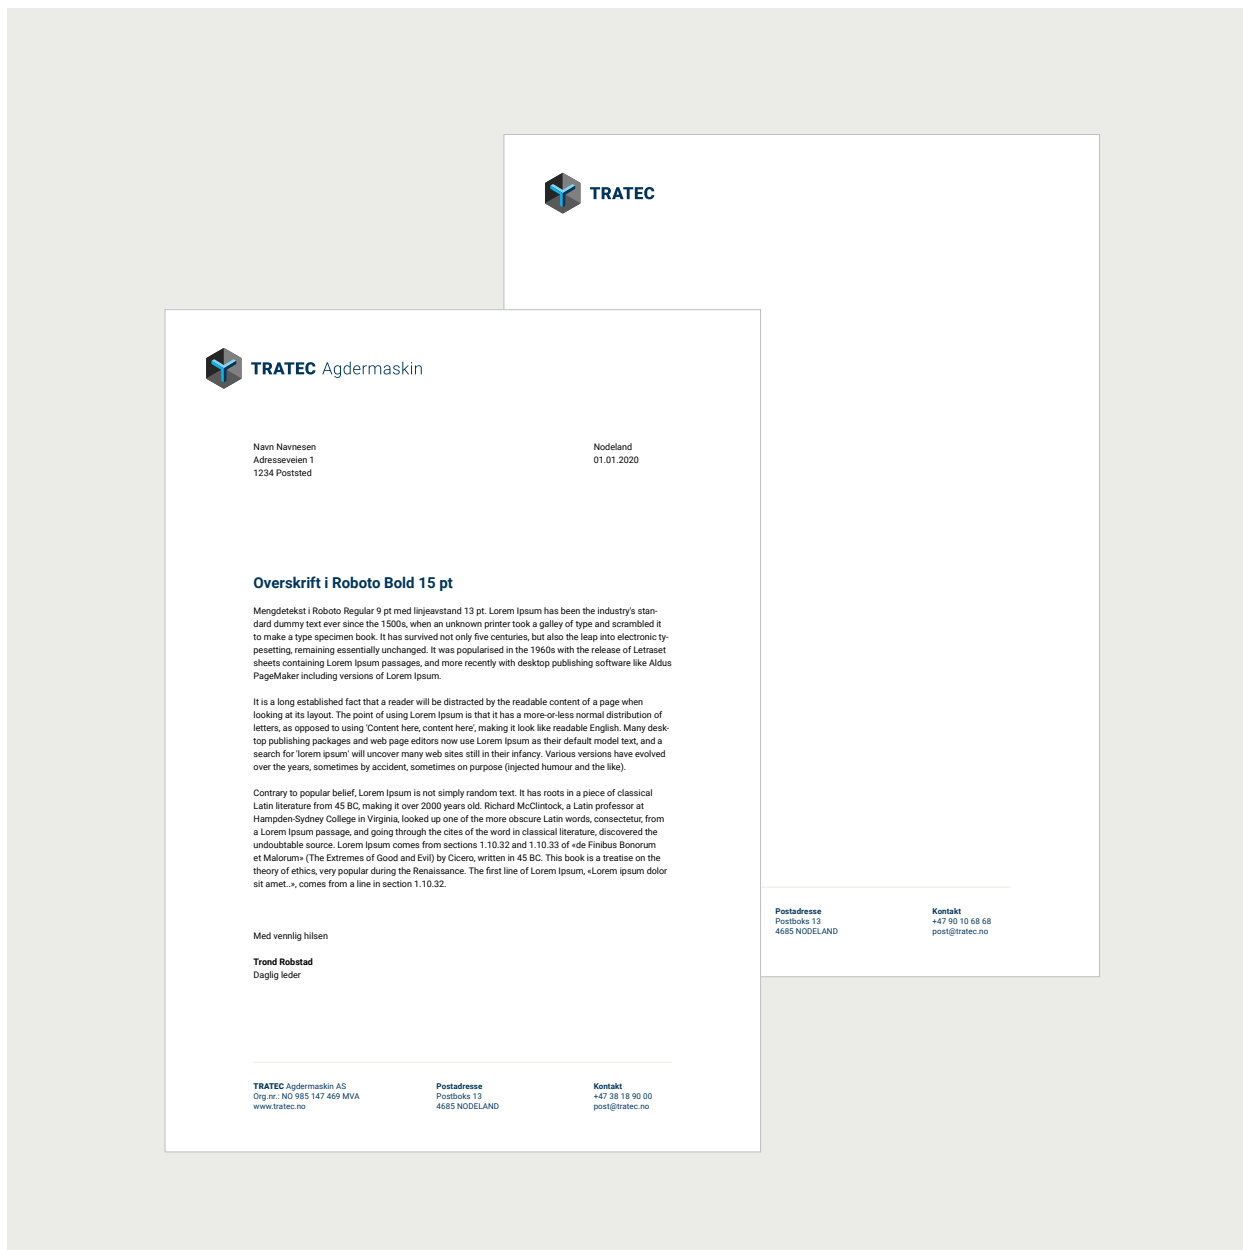 TRATEC
TRATEC Agdermaskin
Navn Navnesen
Adresseveien 1
1234 Poststed
Nodeland
01.01.2020
Overskrift i Roboto Bold 15 pt
Mengdetekst i Roboto Regular 9 pt med linjeavstand 13 pt. Lorem Ipsum has been the industry's stan-
dard dummy text ever since the 1500s, when an unknown printer took a galley of type and scrambled it
to make a type specimen book. It has survived not only five centuries, but also the leap into electronic ty-
pesetting, remaining essentially unchanged. It was popularised in the 1960s with the release of Letraset
sheets containing Lorem Ipsum passages, and more recently with desktop publishing software like Aldus
PageMaker including versions of Lorem Ipsum.
It is a long established fact that a reader will be distracted by the readable content of a page when
looking at its layout. The point of using Lorem Ipsum is that it has a more-or-less normal distribution of
letters, as opposed to using 'Content here, content here', making it look like readable English. Many desk-
top publishing packages and web page editors now use Lorem Ipsum as their default model text, and a
search for 'lorem ipsum' will uncover many web sites still in their infancy. Various versions have evolved
over the years, sometimes by accident, sometimes on purpose (injected humour and the like).
Contrary to popular belief, Lorem Ipsum is not simply random text. It has roots in a piece of classical
Latin literature from 45 BC, making it over 2000 years old. Richard McClintock, a Latin professor at
Hampden-Sydney College in Virginia, looked up one of the more obscure Latin words, consectetur, from
a Lorem Ipsum passage, and going through the cites of the word in classical literature, discovered the
undoubtable source. Lorem Ipsum comes from sections 1.10.32 and 1.10.33 of «de Finibus Bonorum
et Malorum» (The Extremes of Good and Evil) by Cicero, written in 45 BC. This book is a treatise on the
theory of ethics, very popular during the Renaissance. The first line of Lorem Ipsum, «Lorem ipsum dolor
sit amet..», comes from a line in section 1.10.32.
Med vennlig hilsen
Trond Robstad
Daglig leder
TRATEC Agdermaskin AS
Org.nr.: NO 985 147 469 MVA
www.tratec.no
Postadresse
Postboks 13
4685 NODELAND
Kontakt
+47 38 18 90 00
post@tratec.no
Postadresse
Postboks 13
4685 NODELAND
Kontakt
+47 90 10 68 68
post@tratec.no